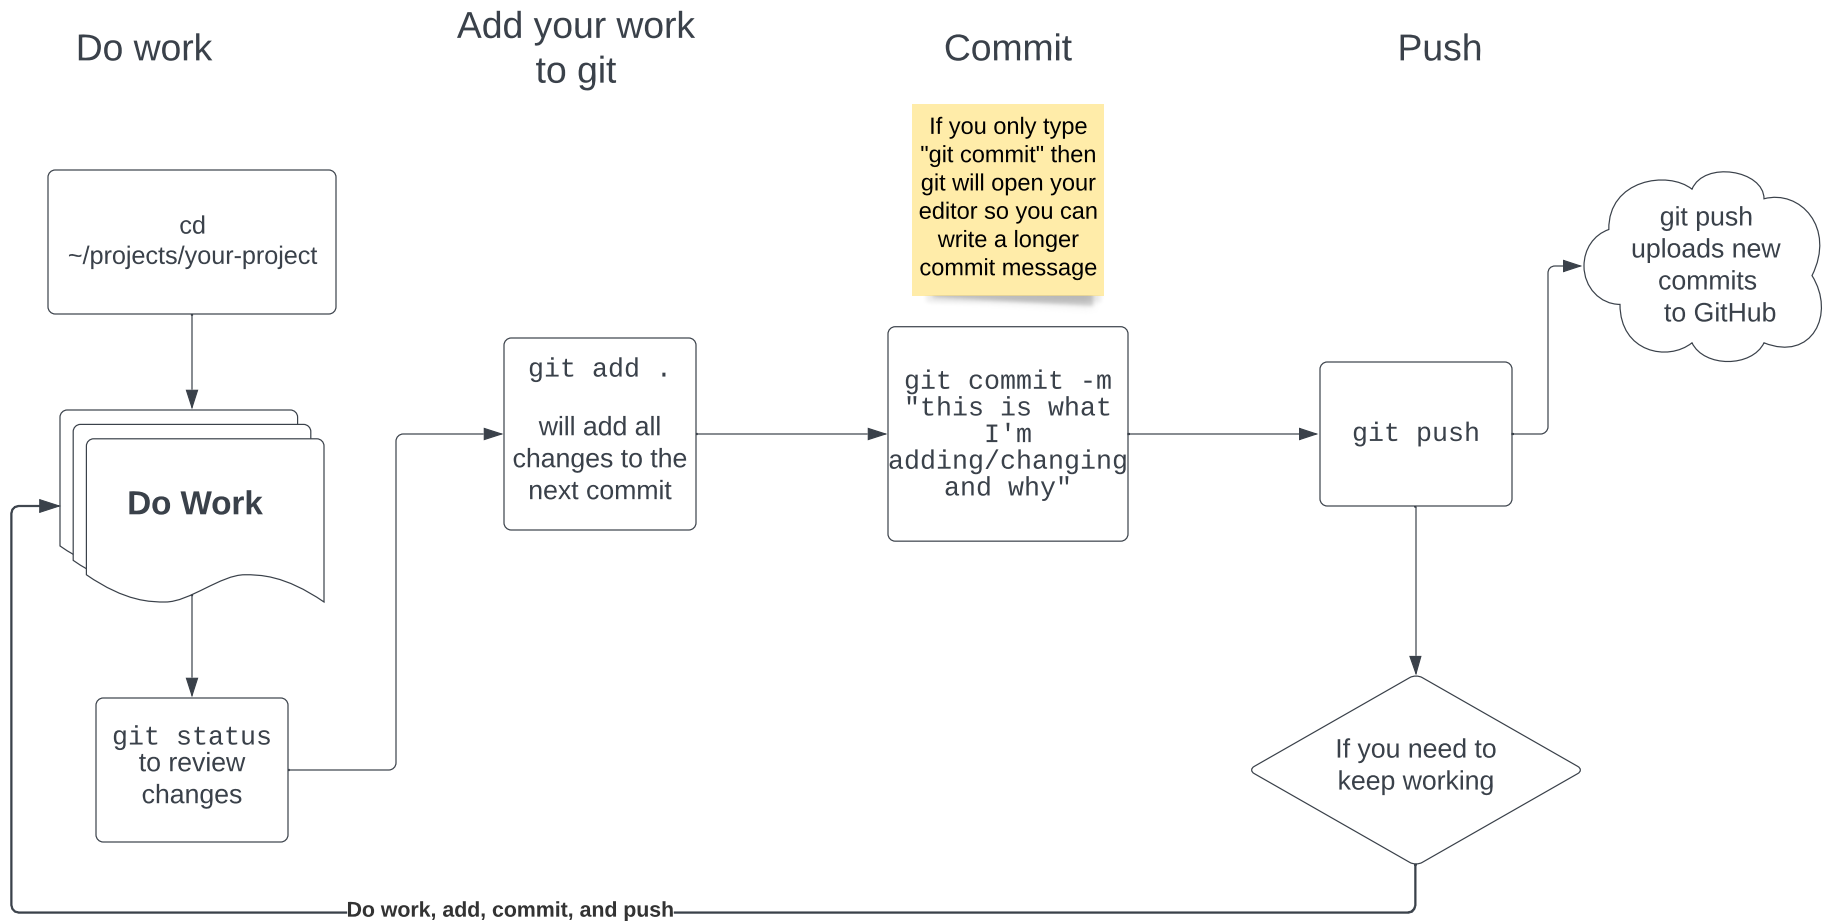 Do work
Add your work
to git
Commit
Push
If you only type
"git commit" then
git will open your
editor so you can
write a longer
commit message
cd
~/projects/your-project
git push
uploads new
commits
to GitHub
git add .
will add all
changes to the
next commit
git commit -m
"this is what
I'm
adding/changing
and why"
git push
Do Work
git status
to review
changes
If you need to
keep working
Do work, add, commit, and push